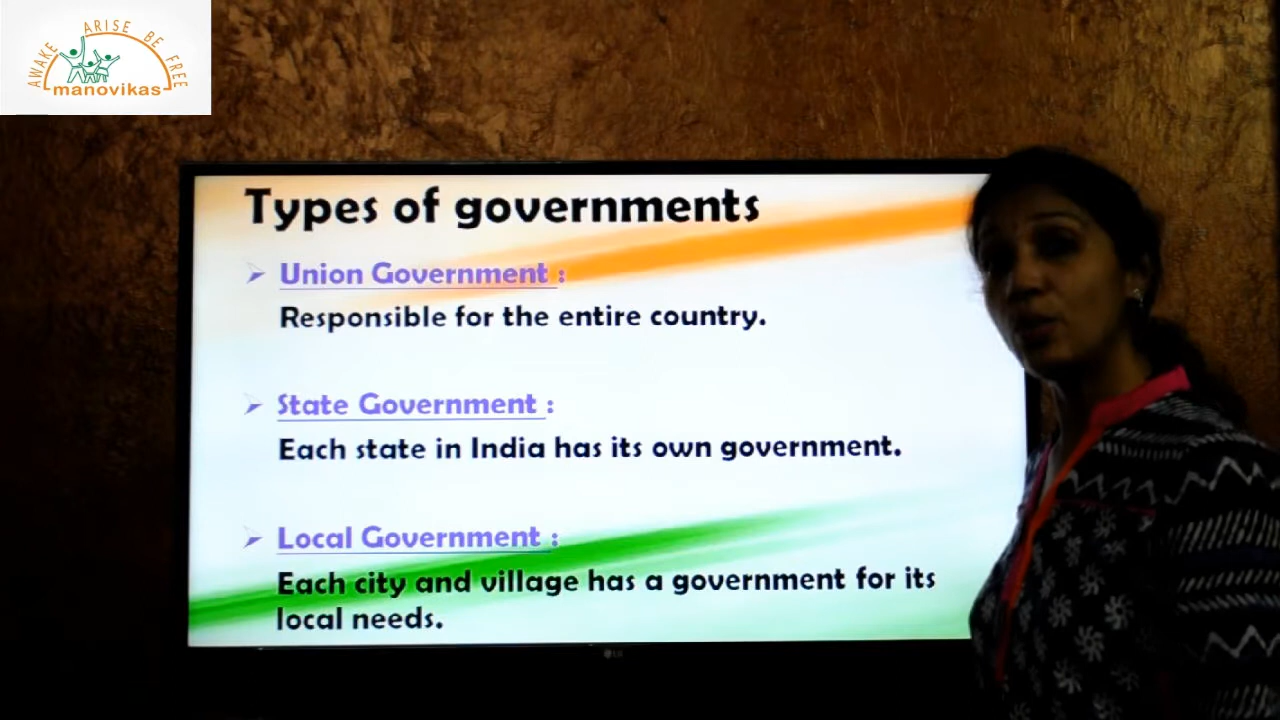 AWAKE ARISE BE FREE
manovikas
Types of governments
➢ Union Government :
Responsible for the entire country.
➢ State Government :
Each state in India has its own government.
➢ Local Government :
Each city and village has a government for its
local needs.
LG